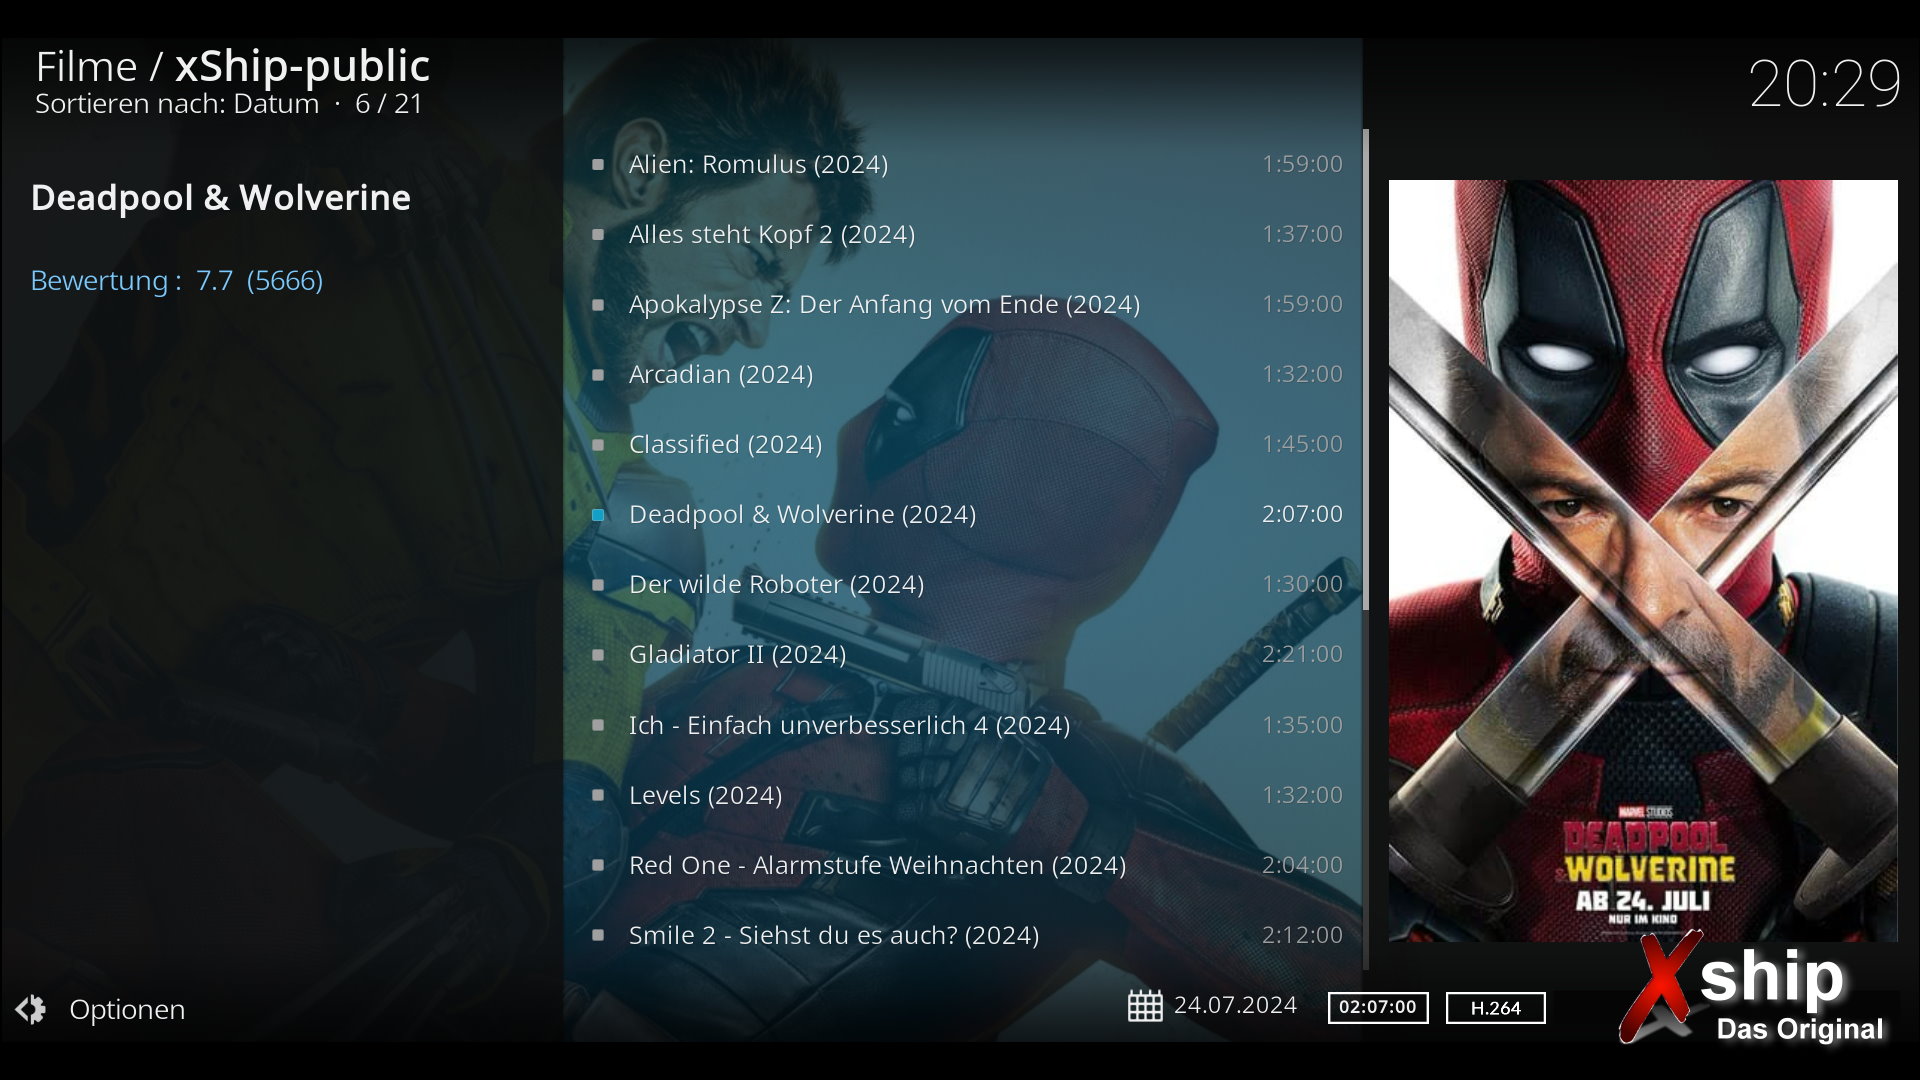 Filme / xShip-public
Sortieren nach: Datum · 6 / 21
20:29
Deadpool & Wolverine
Bewertung : 7.7 (5666)
Alien: Romulus (2024) 1:59:00
Alles steht Kopf 2 (2024) 1:37:00
Apokalypse Z: Der Anfang vom Ende (2024) 1:59:00
Arcadian (2024) 1:32:00
Classified (2024) 1:45:00
Deadpool & Wolverine (2024) 2:07:00
Der wilde Roboter (2024) 1:30:00
Gladiator II (2024) 2:21:00
Ich - Einfach unverbesserlich 4 (2024) 1:35:00
Levels (2024) 1:32:00
Red One - Alarmstufe Weihnachten (2024) 2:04:00
Smile 2 - Siehst du es auch? (2024) 2:12:00
MARVEL STUDIOS
DEADPOOL
& WOLVERINE
AB 24. JULI
NUR IM KINO
Optionen
24.07.2024
02:07:00
H.264
Xship
Das Original